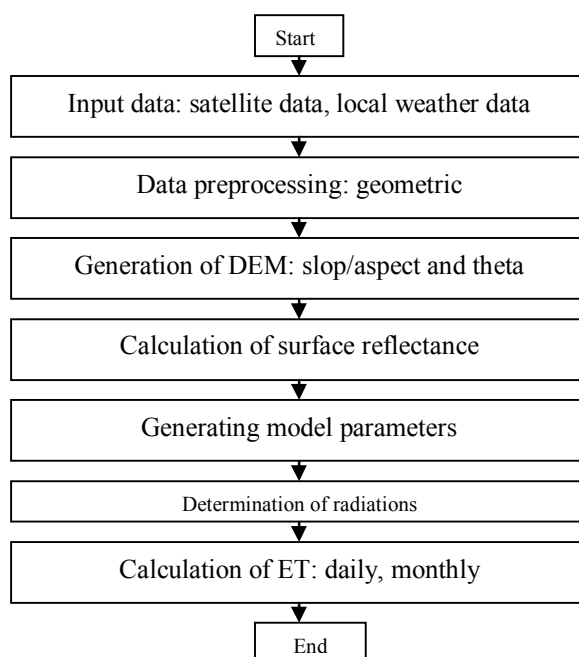 Start
Input data: satellite data, local weather data
Data preprocessing: geometric
Generation of DEM: slop/aspect and theta
Calculation of surface reflectance
Generating model parameters
Determination of radiations
Calculation of ET: daily, monthly
End